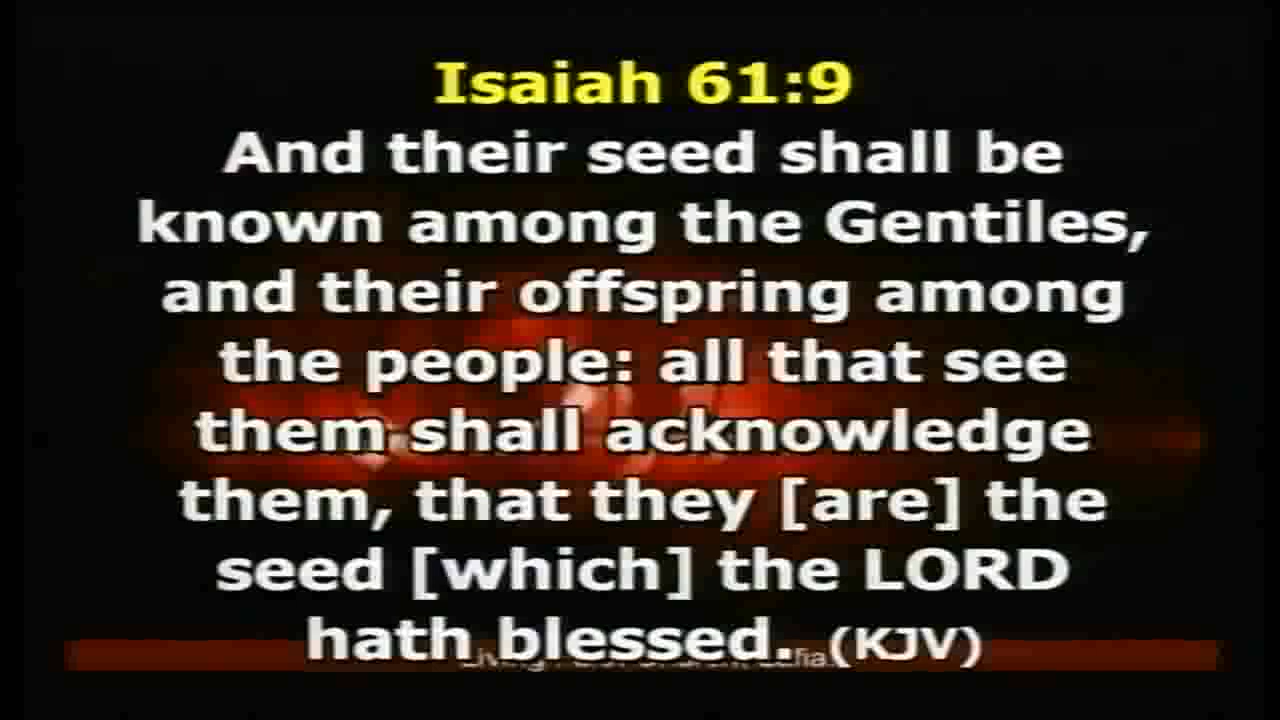 Isaiah 61:9
And their seed shall be
known among the Gentiles,
and their offspring among
the people: all that see
them shall acknowledge
them, that they [are] the
seed [which] the LORD
hath blessed. (KJV)
Living